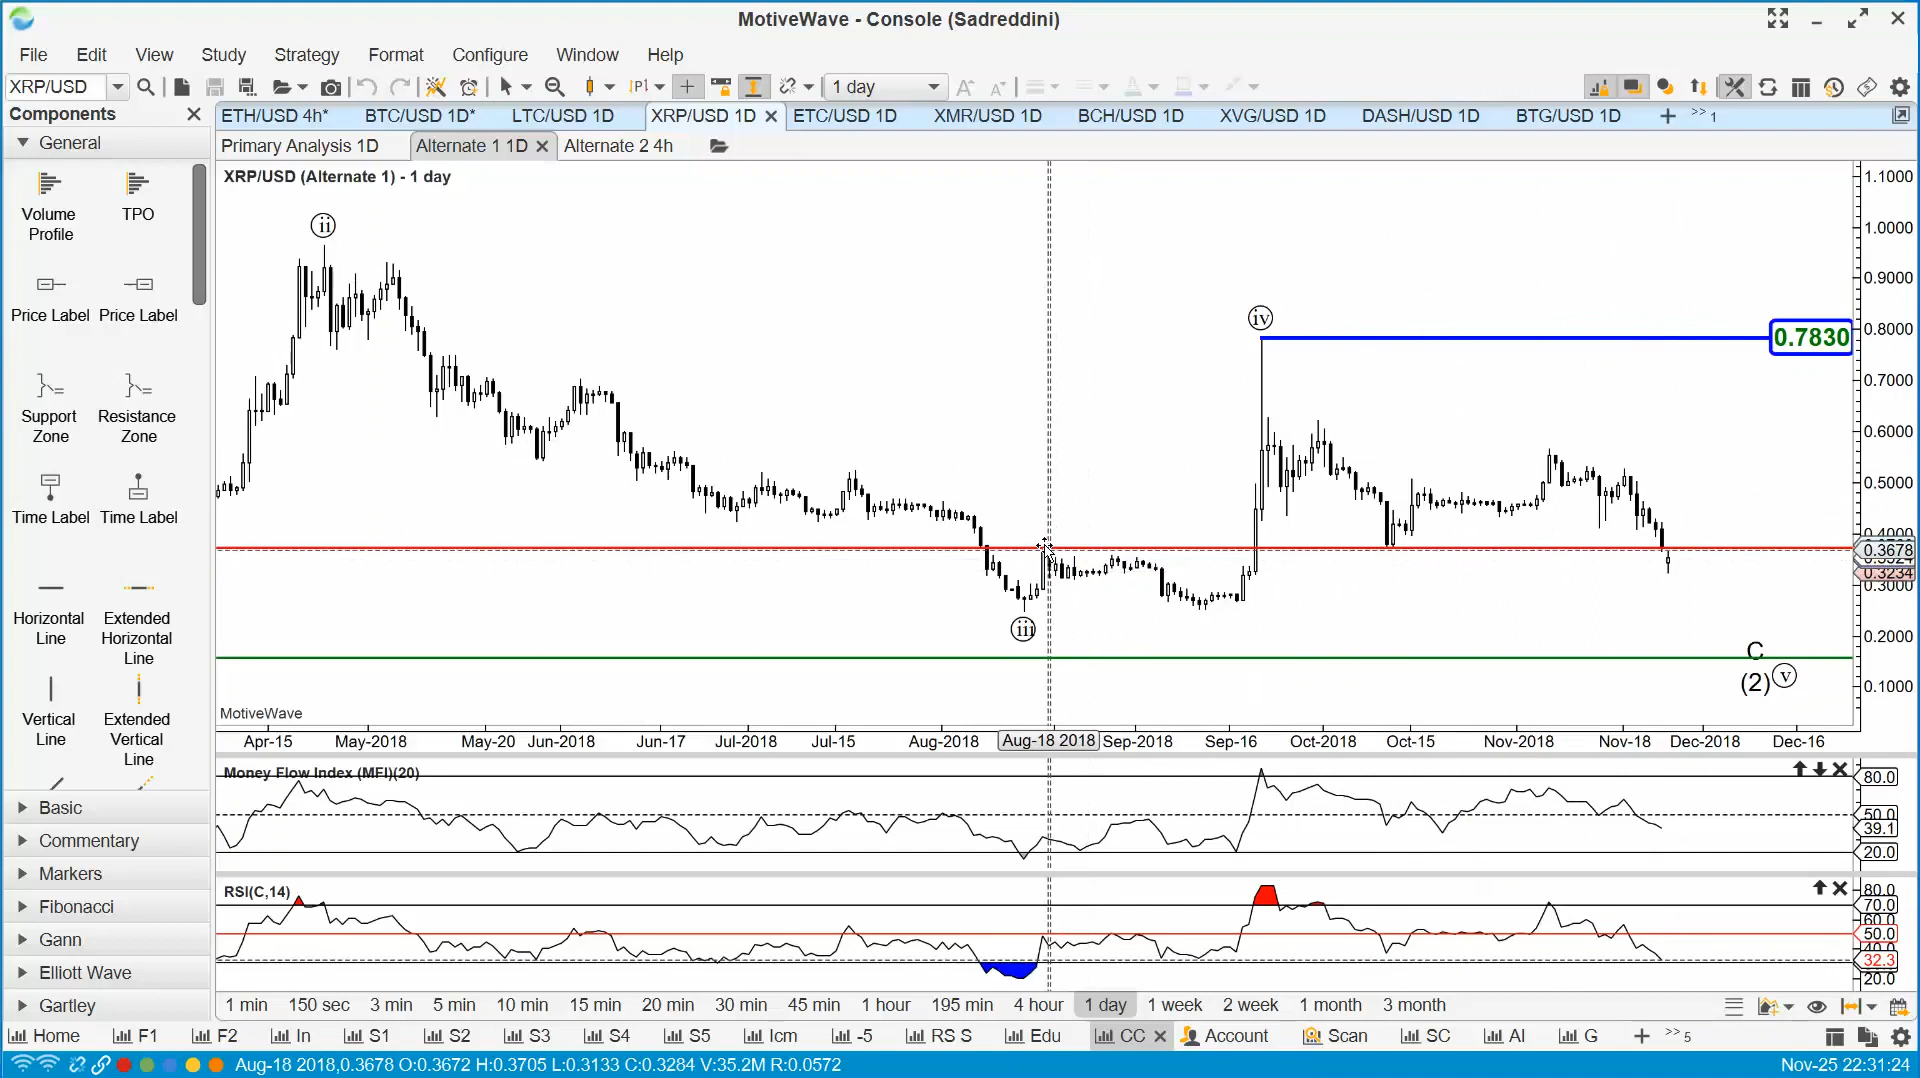 MotiveWave - Console (Sadreddini)
File Edit View Study Strategy Format Configure Window Help
XRP/USD 1 day
Components
ETH/USD 4h* BTC/USD 1D* LTC/USD 1D XRP/USD 1D ETC/USD 1D XMR/USD 1D BCH/USD 1D XVG/USD 1D DASH/USD 1D BTG/USD 1D + >> 1
General
Primary Analysis 1D Alternate 1 1D Alternate 2 4h
Volume Profile
TPO
Price Label
Price Label
Support Zone
Resistance Zone
Time Label
Time Label
Horizontal Line
Extended Horizontal Line
Vertical Line
Extended Vertical Line
Basic
Commentary
Markers
Fibonacci
Gann
Elliott Wave
Gartley
XRP/USD (Alternate 1) - 1 day
ii
iii
iv
0.7830
C
(2) v
1.1000
1.0000
0.9000
0.8000
0.7000
0.6000
0.5000
0.4000
0.3678
0.3234
0.3000
0.2000
0.1000
MotiveWave
Apr-15 May-2018 May-20 Jun-2018 Jun-17 Jul-2018 Jul-15 Aug-2018 Aug-18 2018 Sep-2018 Sep-16 Oct-2018 Oct-15 Nov-2018 Nov-18 Dec-2018 Dec-16
Money Flow Index (MFI)(20)
80.0
50.0
39.1
20.0
RSI(C,14)
80.0
70.0
60.0
50.0
40.0
32.3
20.0
1 min 150 sec 3 min 5 min 10 min 15 min 20 min 30 min 45 min 1 hour 195 min 4 hour 1 day 1 week 2 week 1 month 3 month
Home F1 F2 In S1 S2 S3 S4 S5 Icm -5 RS S Edu CC Account Scan SC AI G + >> 5
Aug-18 2018,0.3678 O:0.3672 H:0.3705 L:0.3133 C:0.3284 V:35.2M R:0.0572
Nov-25 22:31:24